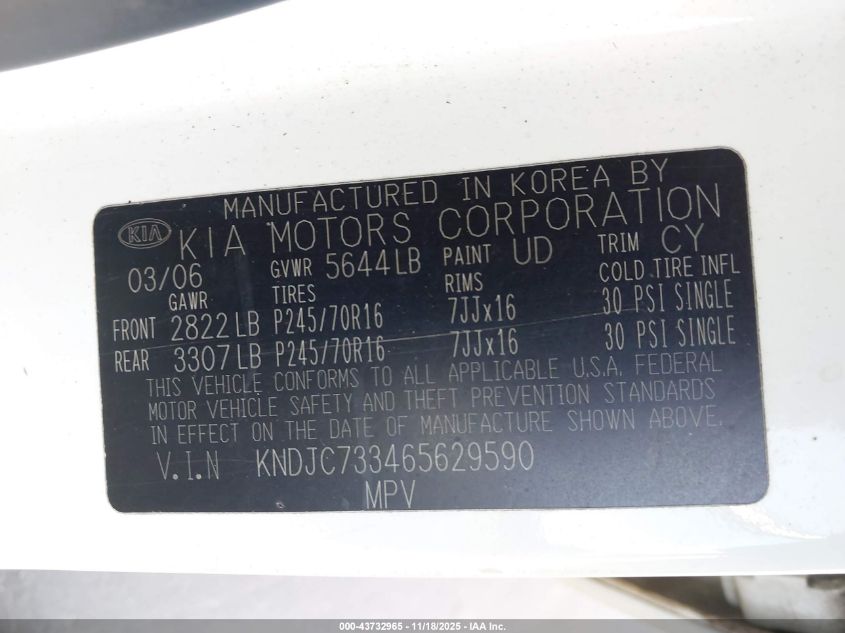 MANUFACTURED IN KOREA BY
KIA KIA MOTORS CORPORATION
03/06 GVWR 5644LB PAINT UD TRIM CY
GAWR TIRES RIMS COLD TIRE INFL
FRONT 2822LB P245/70R16 7JJx16 30 PSI SINGLE
REAR 3307LB P245/70R16 7JJx16 30 PSI SINGLE
THIS VEHICLE CONFORMS TO ALL APPLICABLE U.S.A. FEDERAL
MOTOR VEHICLE SAFETY AND THEFT PREVENTION STANDARDS
IN EFFECT ON THE DATE OF MANUFACTURE SHOWN ABOVE.
V.I.N KNDJC733465629590
MPV
000-43732965 - 11/18/2025 - IAA Inc.